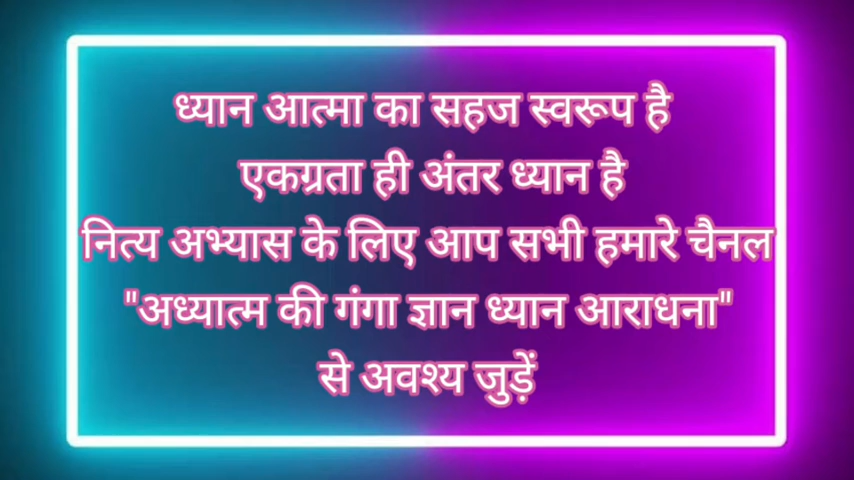 ध्यान आत्मा का सहज स्वरूप है
एकग्रता ही अंतर ध्यान है
नित्य अभ्यास के लिए आप सभी हमारे चैनल
"अध्यात्म की गंगा ज्ञान ध्यान आराधना"
से अवश्य जुड़ें